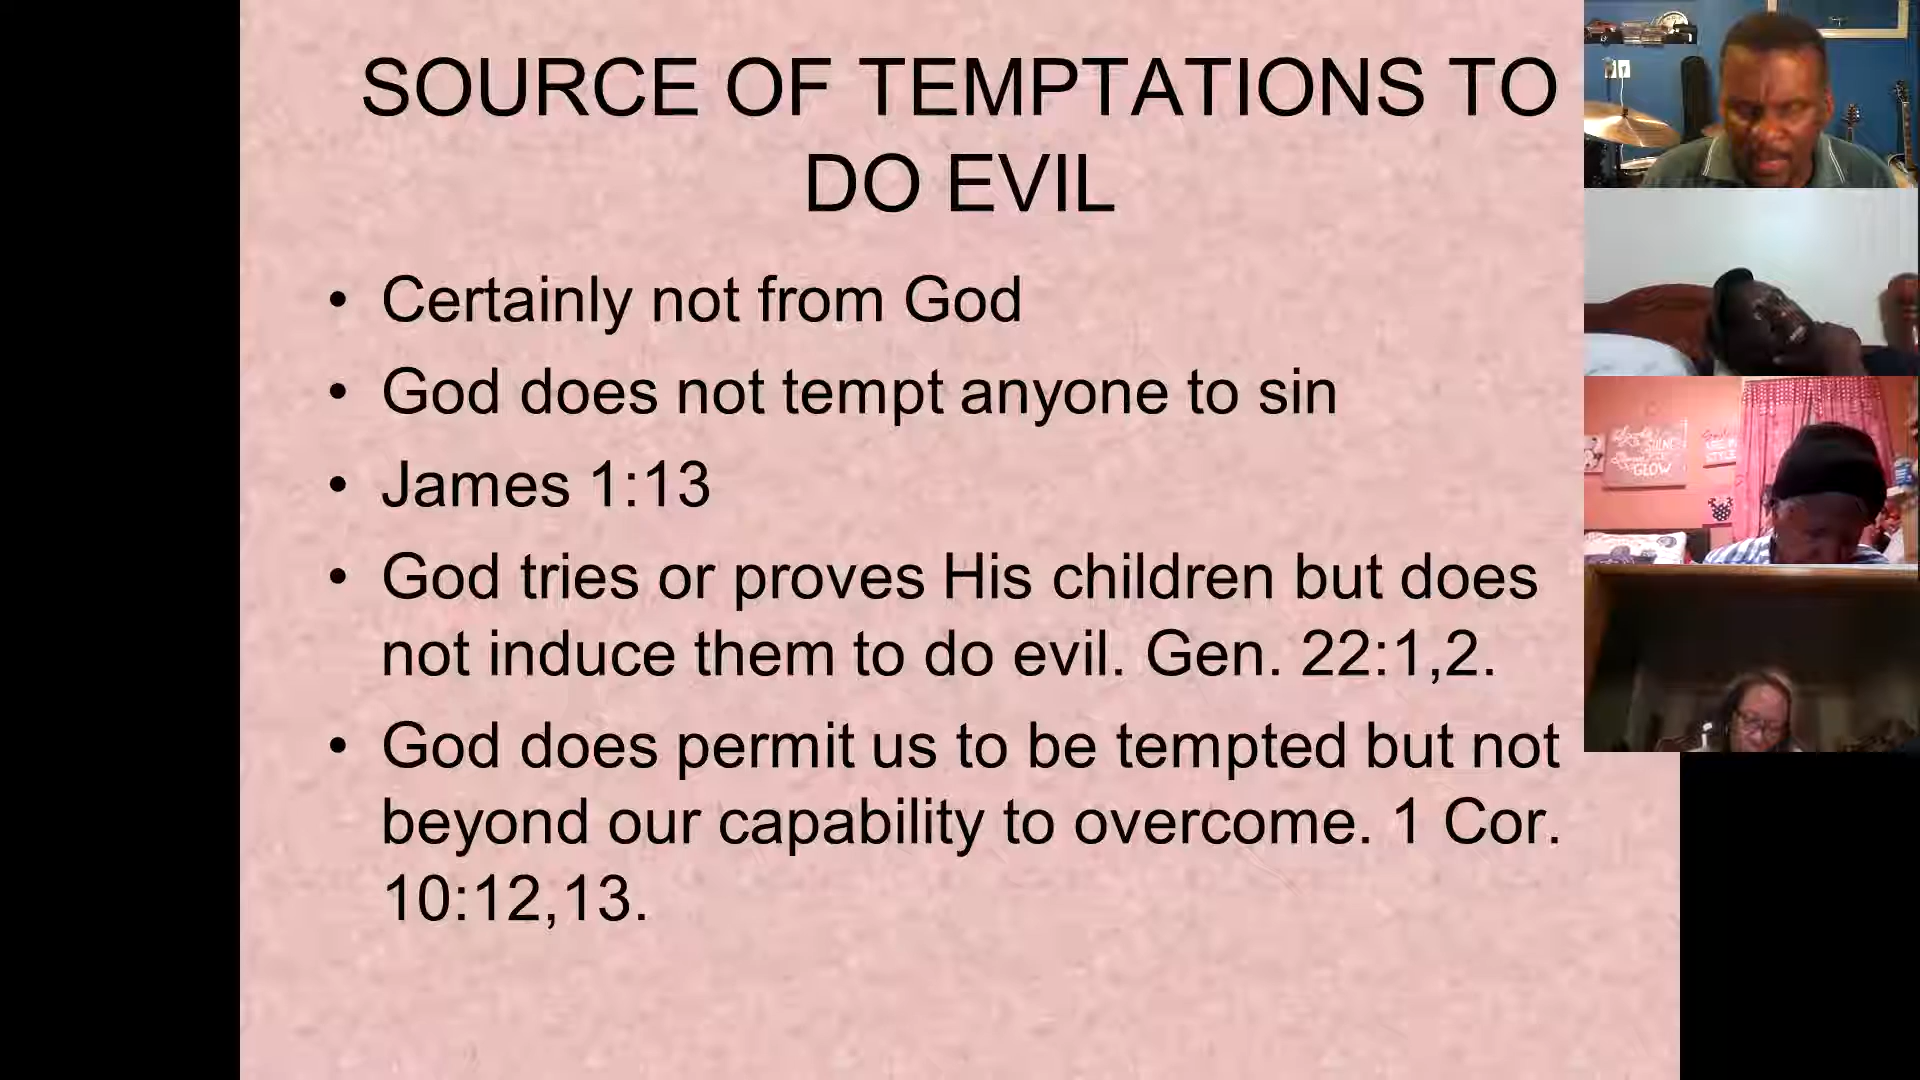 SOURCE OF TEMPTATIONS TO
DO EVIL
• Certainly not from God
• God does not tempt anyone to sin
• James 1:13
• God tries or proves His children but does
not induce them to do evil. Gen. 22:1,2.
• God does permit us to be tempted but not
beyond our capability to overcome. 1 Cor.
10:12,13.
SHINE
GLOW
STYLE